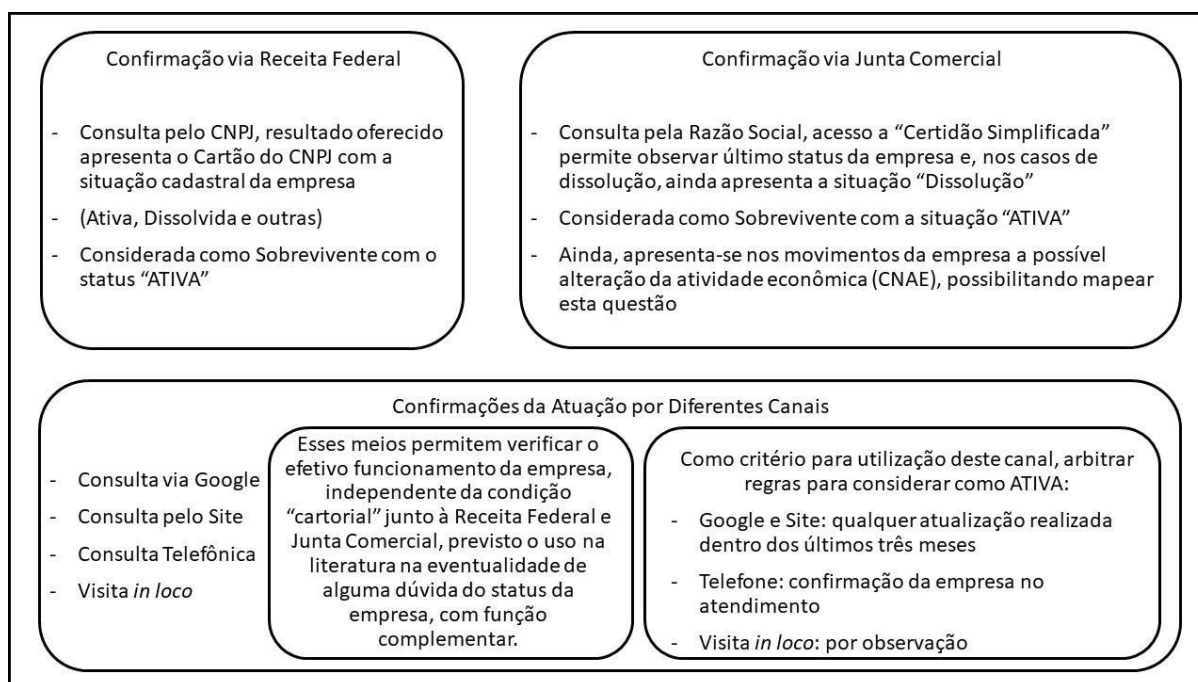 Confirmação via Receita Federal
- Consulta pelo CNPJ, resultado oferecido
apresenta o Cartão do CNPJ com a
situação cadastral da empresa
- (Ativa, Dissolvida e outras)
- Considerada como Sobrevivente com o
status “ATIVA”
Confirmação via Junta Comercial
- Consulta pela Razão Social, acesso a “Certidão Simplificada”
permite observar último status da empresa e, nos casos de
dissolução, ainda apresenta a situação “Dissolução”
- Considerada como Sobrevivente com a situação “ATIVA”
- Ainda, apresenta-se nos movimentos da empresa a possível
alteração da atividade econômica (CNAE), possibilitando mapear
esta questão
Confirmações da Atuação por Diferentes Canais
- Consulta via Google
- Consulta pelo Site
- Consulta Telefônica
- Visita in loco
Esses meios permitem verificar o
efetivo funcionamento da empresa,
independente da condição
“cartorial” junto à Receita Federal e
Junta Comercial, previsto o uso na
literatura na eventualidade de
alguma dúvida do status da
empresa, com função
complementar.
Como critério para utilização deste canal, arbitrar
regras para considerar como ATIVA:
- Google e Site: qualquer atualização realizada
dentro dos últimos três meses
- Telefone: confirmação da empresa no
atendimento
- Visita in loco: por observação